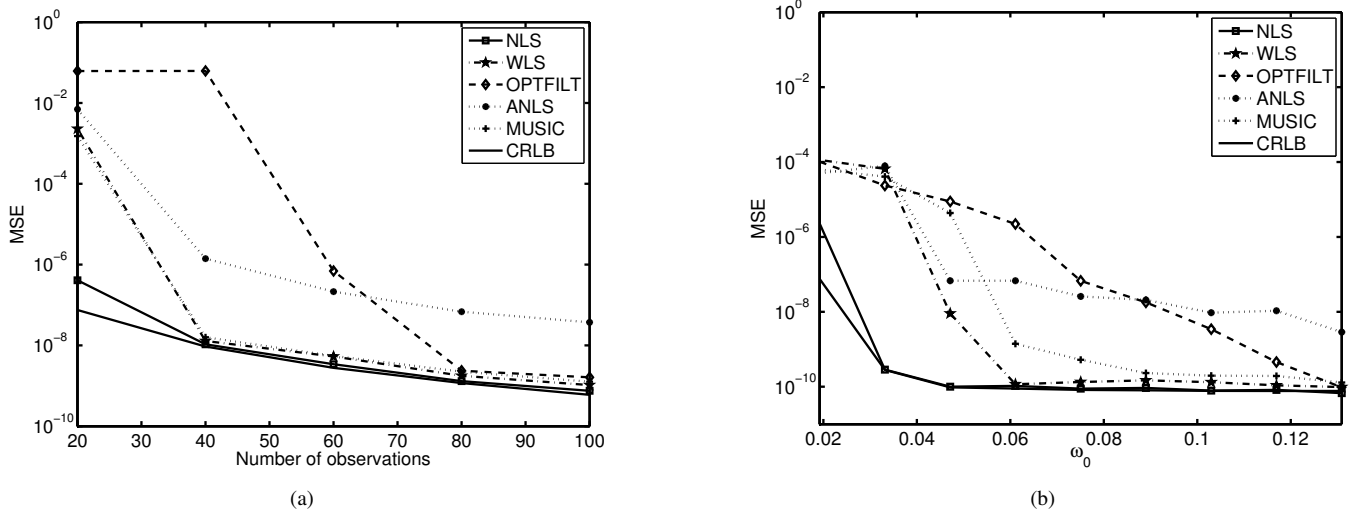 10^0
10^-2
10^-4
10^-6
10^-8
10^-10
MSE
20 30 40 50 60 70 80 90 100
Number of observations
NLS
WLS
OPTFILT
ANLS
MUSIC
CRLB
(a)
10^0
10^-2
10^-4
10^-6
10^-8
10^-10
MSE
0.02 0.04 0.06 0.08 0.1 0.12
ω_0
NLS
WLS
OPTFILT
ANLS
MUSIC
CRLB
(b)